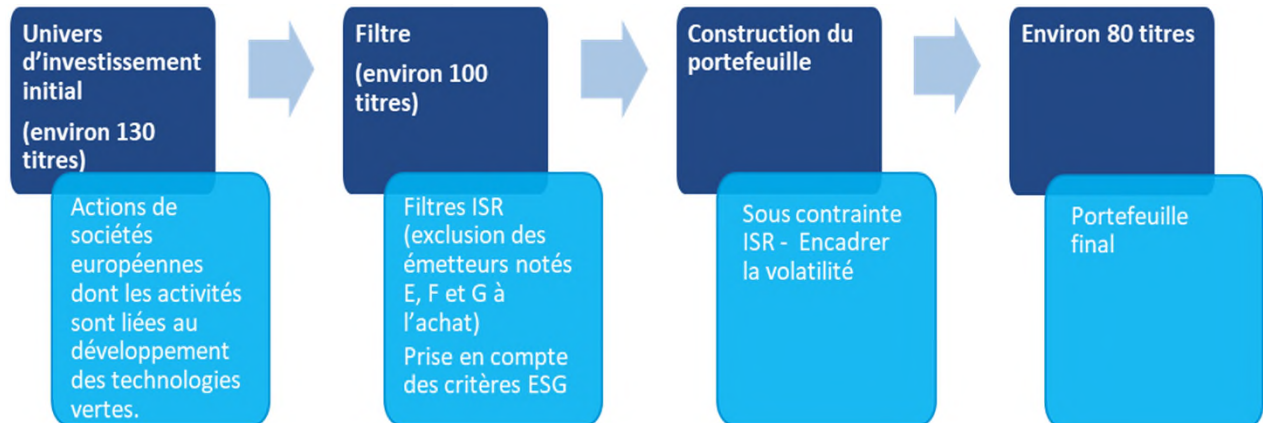 Univers
d’investissement
initial
(environ 130
titres)
Actions de
sociétés
européennes
dont les activités
sont liées au
développement
des technologies
vertes.
Filtre
(environ 100
titres)
Filtres ISR
(exclusion des
émetteurs notés
E, F et G à
l’achat)
Prise en compte
des critères ESG
Construction du
portefeuille
Sous contrainte
ISR - Encadrer
la volatilité
Environ 80 titres
Portefeuille
final